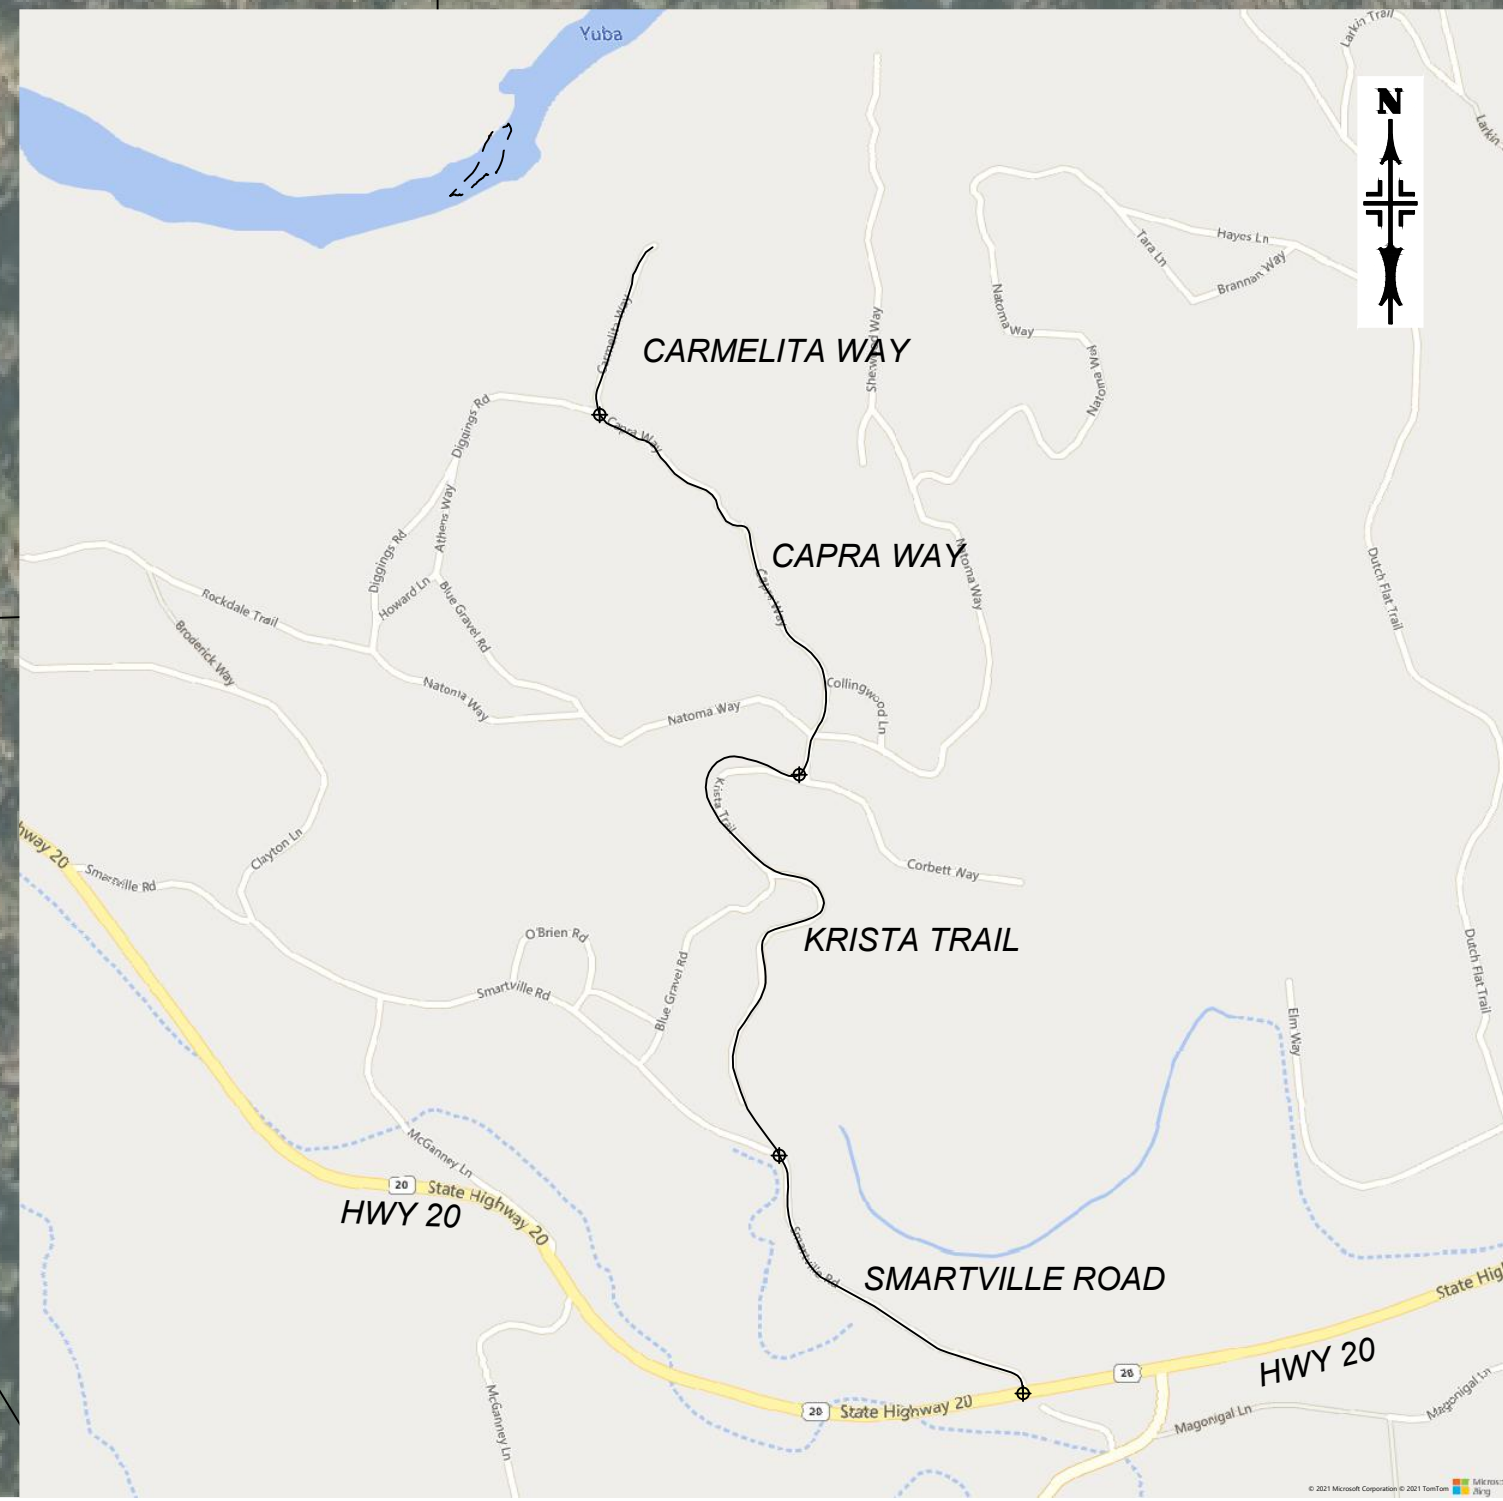 Yuba
Larkin Trail
N
Larkin
Hayes Ln
Tara Ln
Brannan Way
Natoma Way
Carmelita Way
Sherwood Way
CARMELITA WAY
Natoma Way
Diggings Rd
Capra Way
Athens Way
Diggings Rd
CAPRA WAY
Natoma Way
Dutch Flat Trail
Howard Ln
Capra Way
Rockdale Trail
Blue Gravel Rd
Broderick Way
Natoma Way
Collingwood Ln
Natoma Way
Krista Trail
hway 20
Clayton Ln
Smartville Rd
Corbett Way
O'Brien Rd
KRISTA TRAIL
Dutch Flat Trail
Smartville Rd
Blue Gravel Rd
Elm Way
McGanney Ln
20
State Highway 20
HWY 20
Smartville Rd
SMARTVILLE ROAD
State Hig
HWY 20
20
20
State Highway 20
McGanney Ln
Magonigal Ln
Magonigal Ln
© 2021 Microsoft Corporation © 2021 TomTom
Micros
Bing